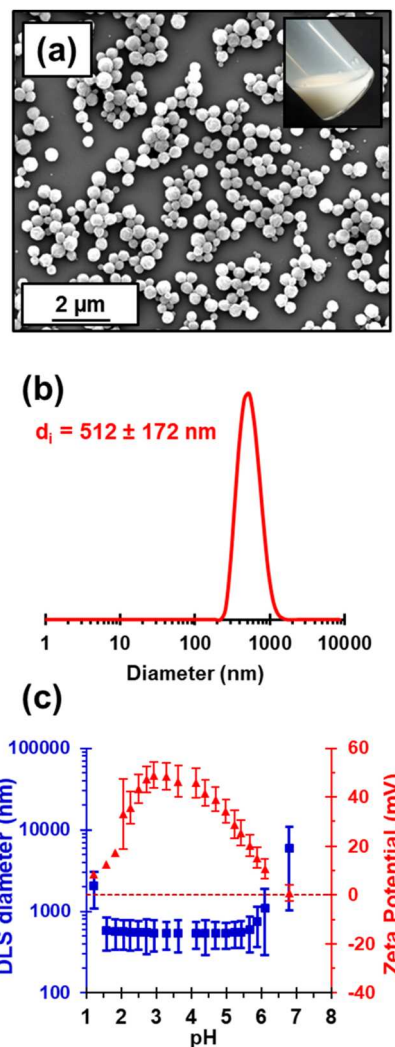 (a)
2 µm
(b)
dᵢ = 512 ± 172 nm
1 10 100 1000 10000
Diameter (nm)
(c)
100000
10000
1000
100
DLS diameter (nm)
60
40
20
0
-20
-40
Zeta Potential (mV)
1 2 3 4 5 6 7 8
pH